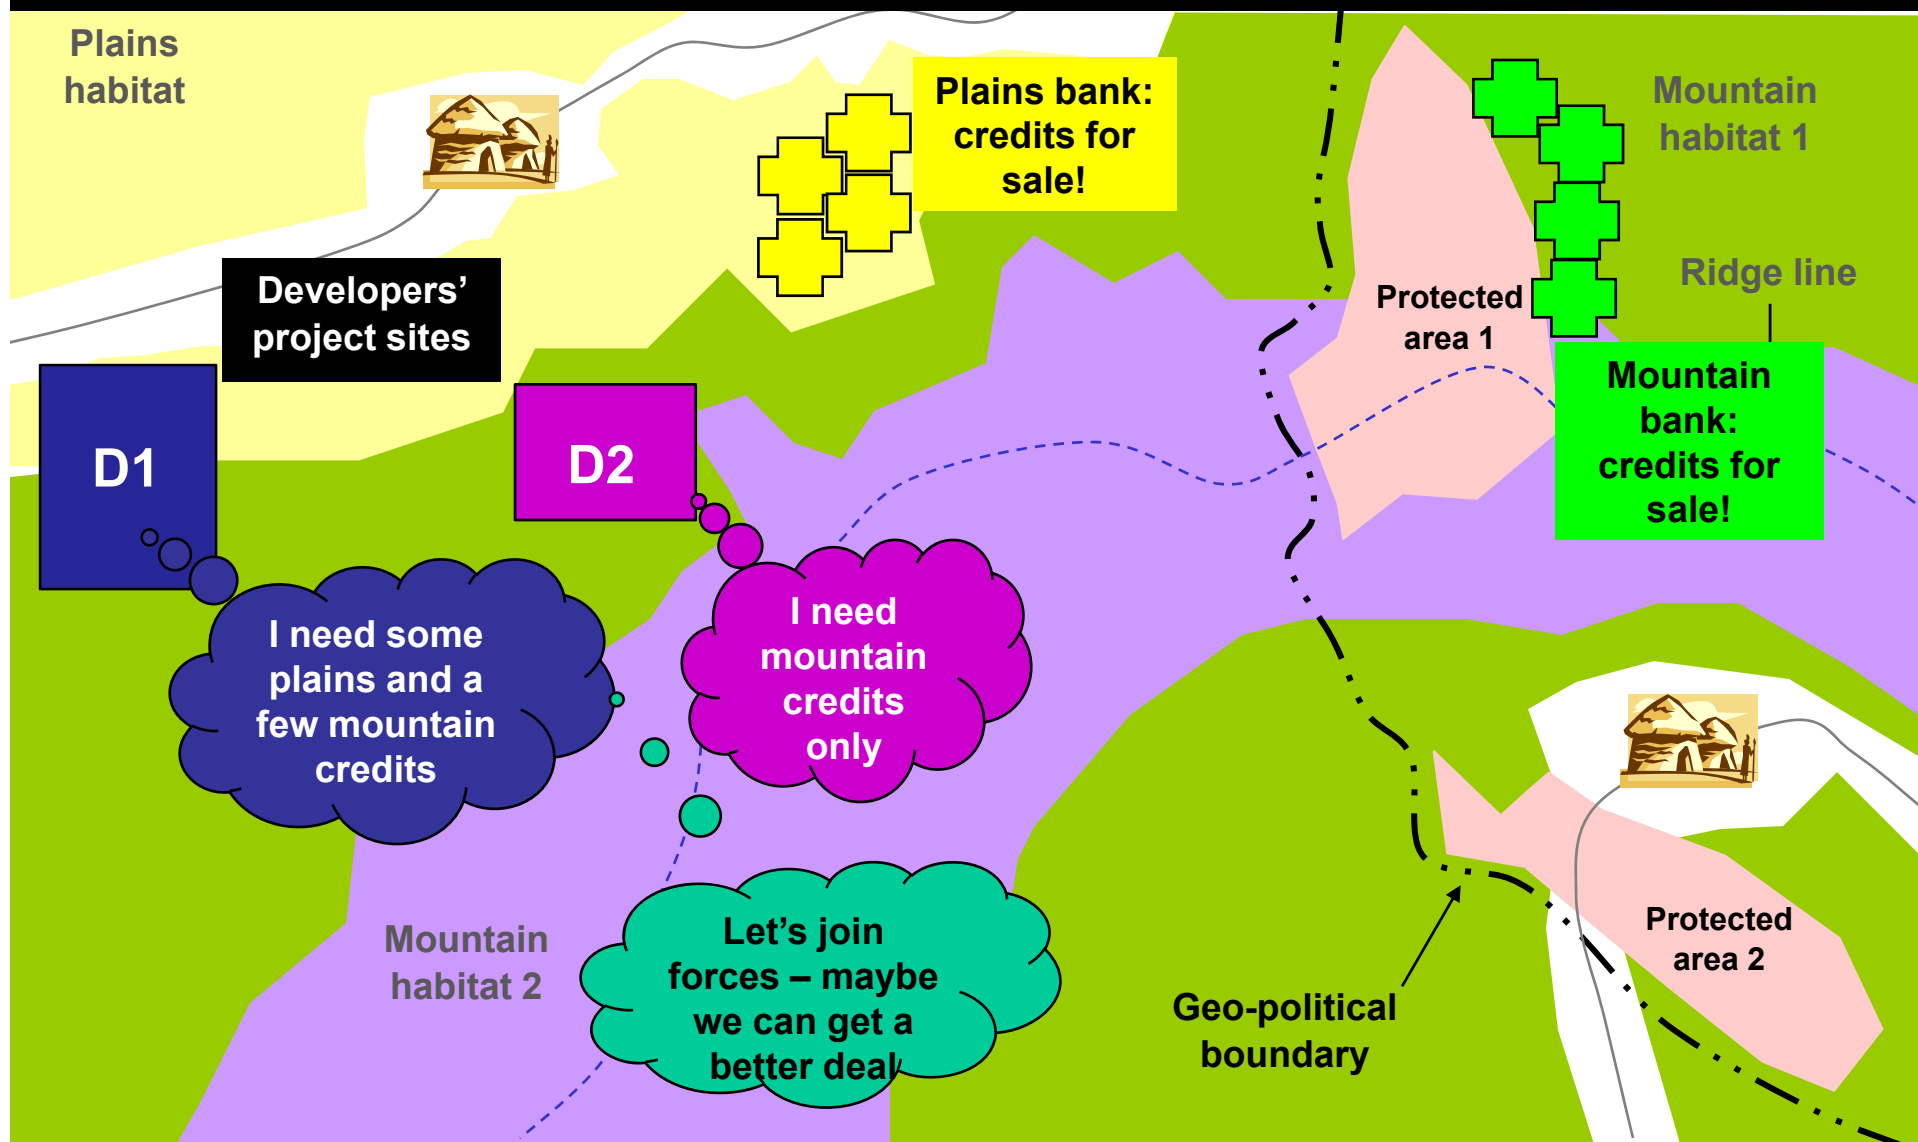 Plains
habitat
Plains bank:
credits for
sale!
Mountain
habitat 1
Ridge line
Developers’
project sites
Protected
area 1
D1
D2
Mountain
bank:
credits for
sale!
I need some
plains and a
few mountain
credits
I need
mountain
credits
only
Let’s join
forces – maybe
we can get a
better deal
Mountain
habitat 2
Geo-political
boundary
Protected
area 2